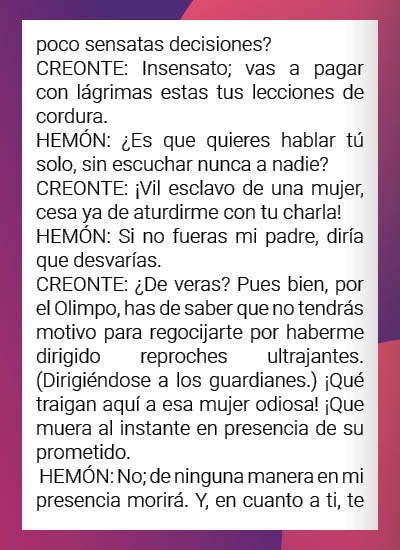 poco sensatas decisiones?
CREONTE: Insensato; vas a pagar
con lágrimas estas tus lecciones de
cordura.
HEMÓN: ¿Es que quieres hablar tú
solo, sin escuchar nunca a nadie?
CREONTE: ¡Vil esclavo de una mujer,
cesa ya de aturdirme con tu charla!
HEMÓN: Si no fueras mi padre, diría
que desvarías.
CREONTE: ¿De veras? Pues bien, por
el Olimpo, has de saber que no tendrás
motivo para regocijarte por haberme
dirigido reproches ultrajantes.
(Dirigiéndose a los guardianes.) ¡Qué
traigan aquí a esa mujer odiosa! ¡Que
muera al instante en presencia de su
prometido.
HEMÓN: No; de ninguna manera en mi
presencia morirá. Y, en cuanto a ti, te